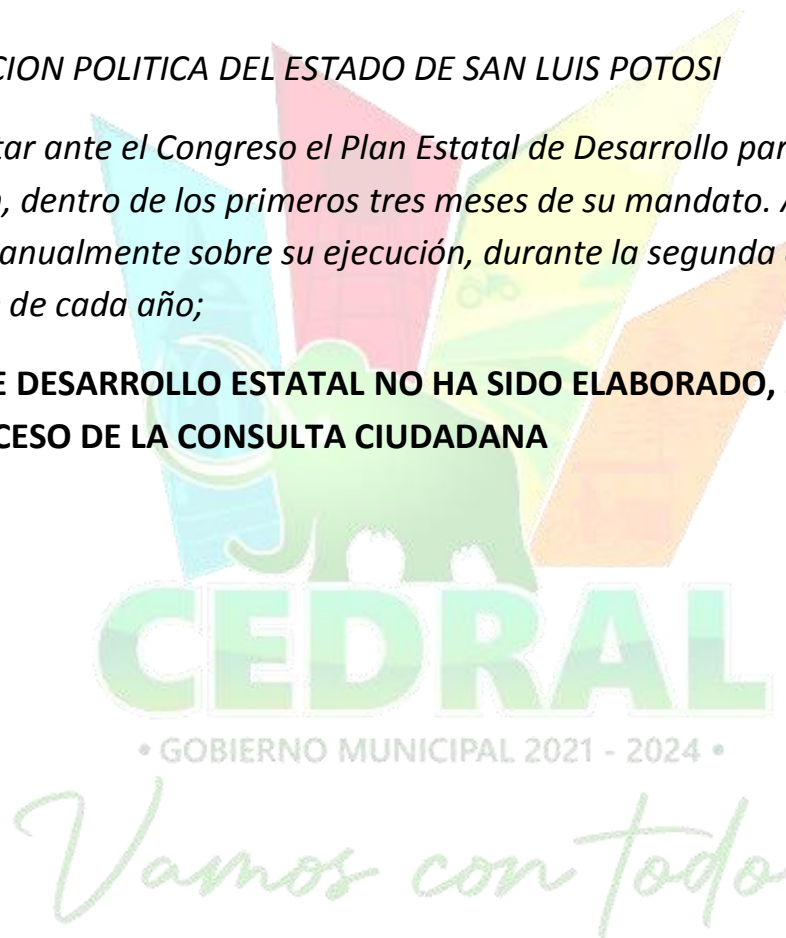 CION POLITICA DEL ESTADO DE SAN LUIS POTOSI
tar ante el Congreso el Plan Estatal de Desarrollo par
, dentro de los primeros tres meses de su mandato. A
anualmente sobre su ejecución, durante la segunda
de cada año;
E DESARROLLO ESTATAL NO HA SIDO ELABORADO,
CESO DE LA CONSULTA CIUDADANA
CEDRAL
• GOBIERNO MUNICIPAL 2021 - 2024 •
Vamos con todo